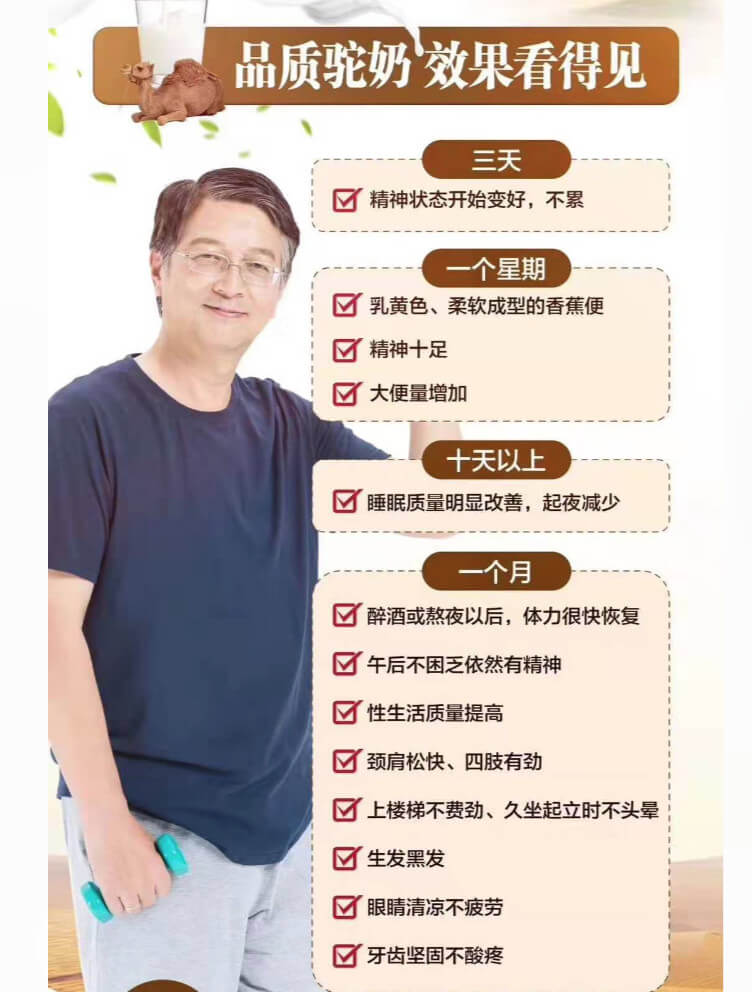 品质驼奶 效果看得见
三天
精神状态开始变好，不累
一个星期
乳黄色、柔软成型的香蕉便
精神十足
大便量增加
十天以上
睡眠质量明显改善，起夜减少
一个月
醉酒或熬夜以后，体力很快恢复
午后不困乏依然有精神
性生活质量提高
颈肩松快、四肢有劲
上楼梯不费劲、久坐起立时不头晕
生发黑发
眼睛清凉不疲劳
牙齿坚固不酸疼